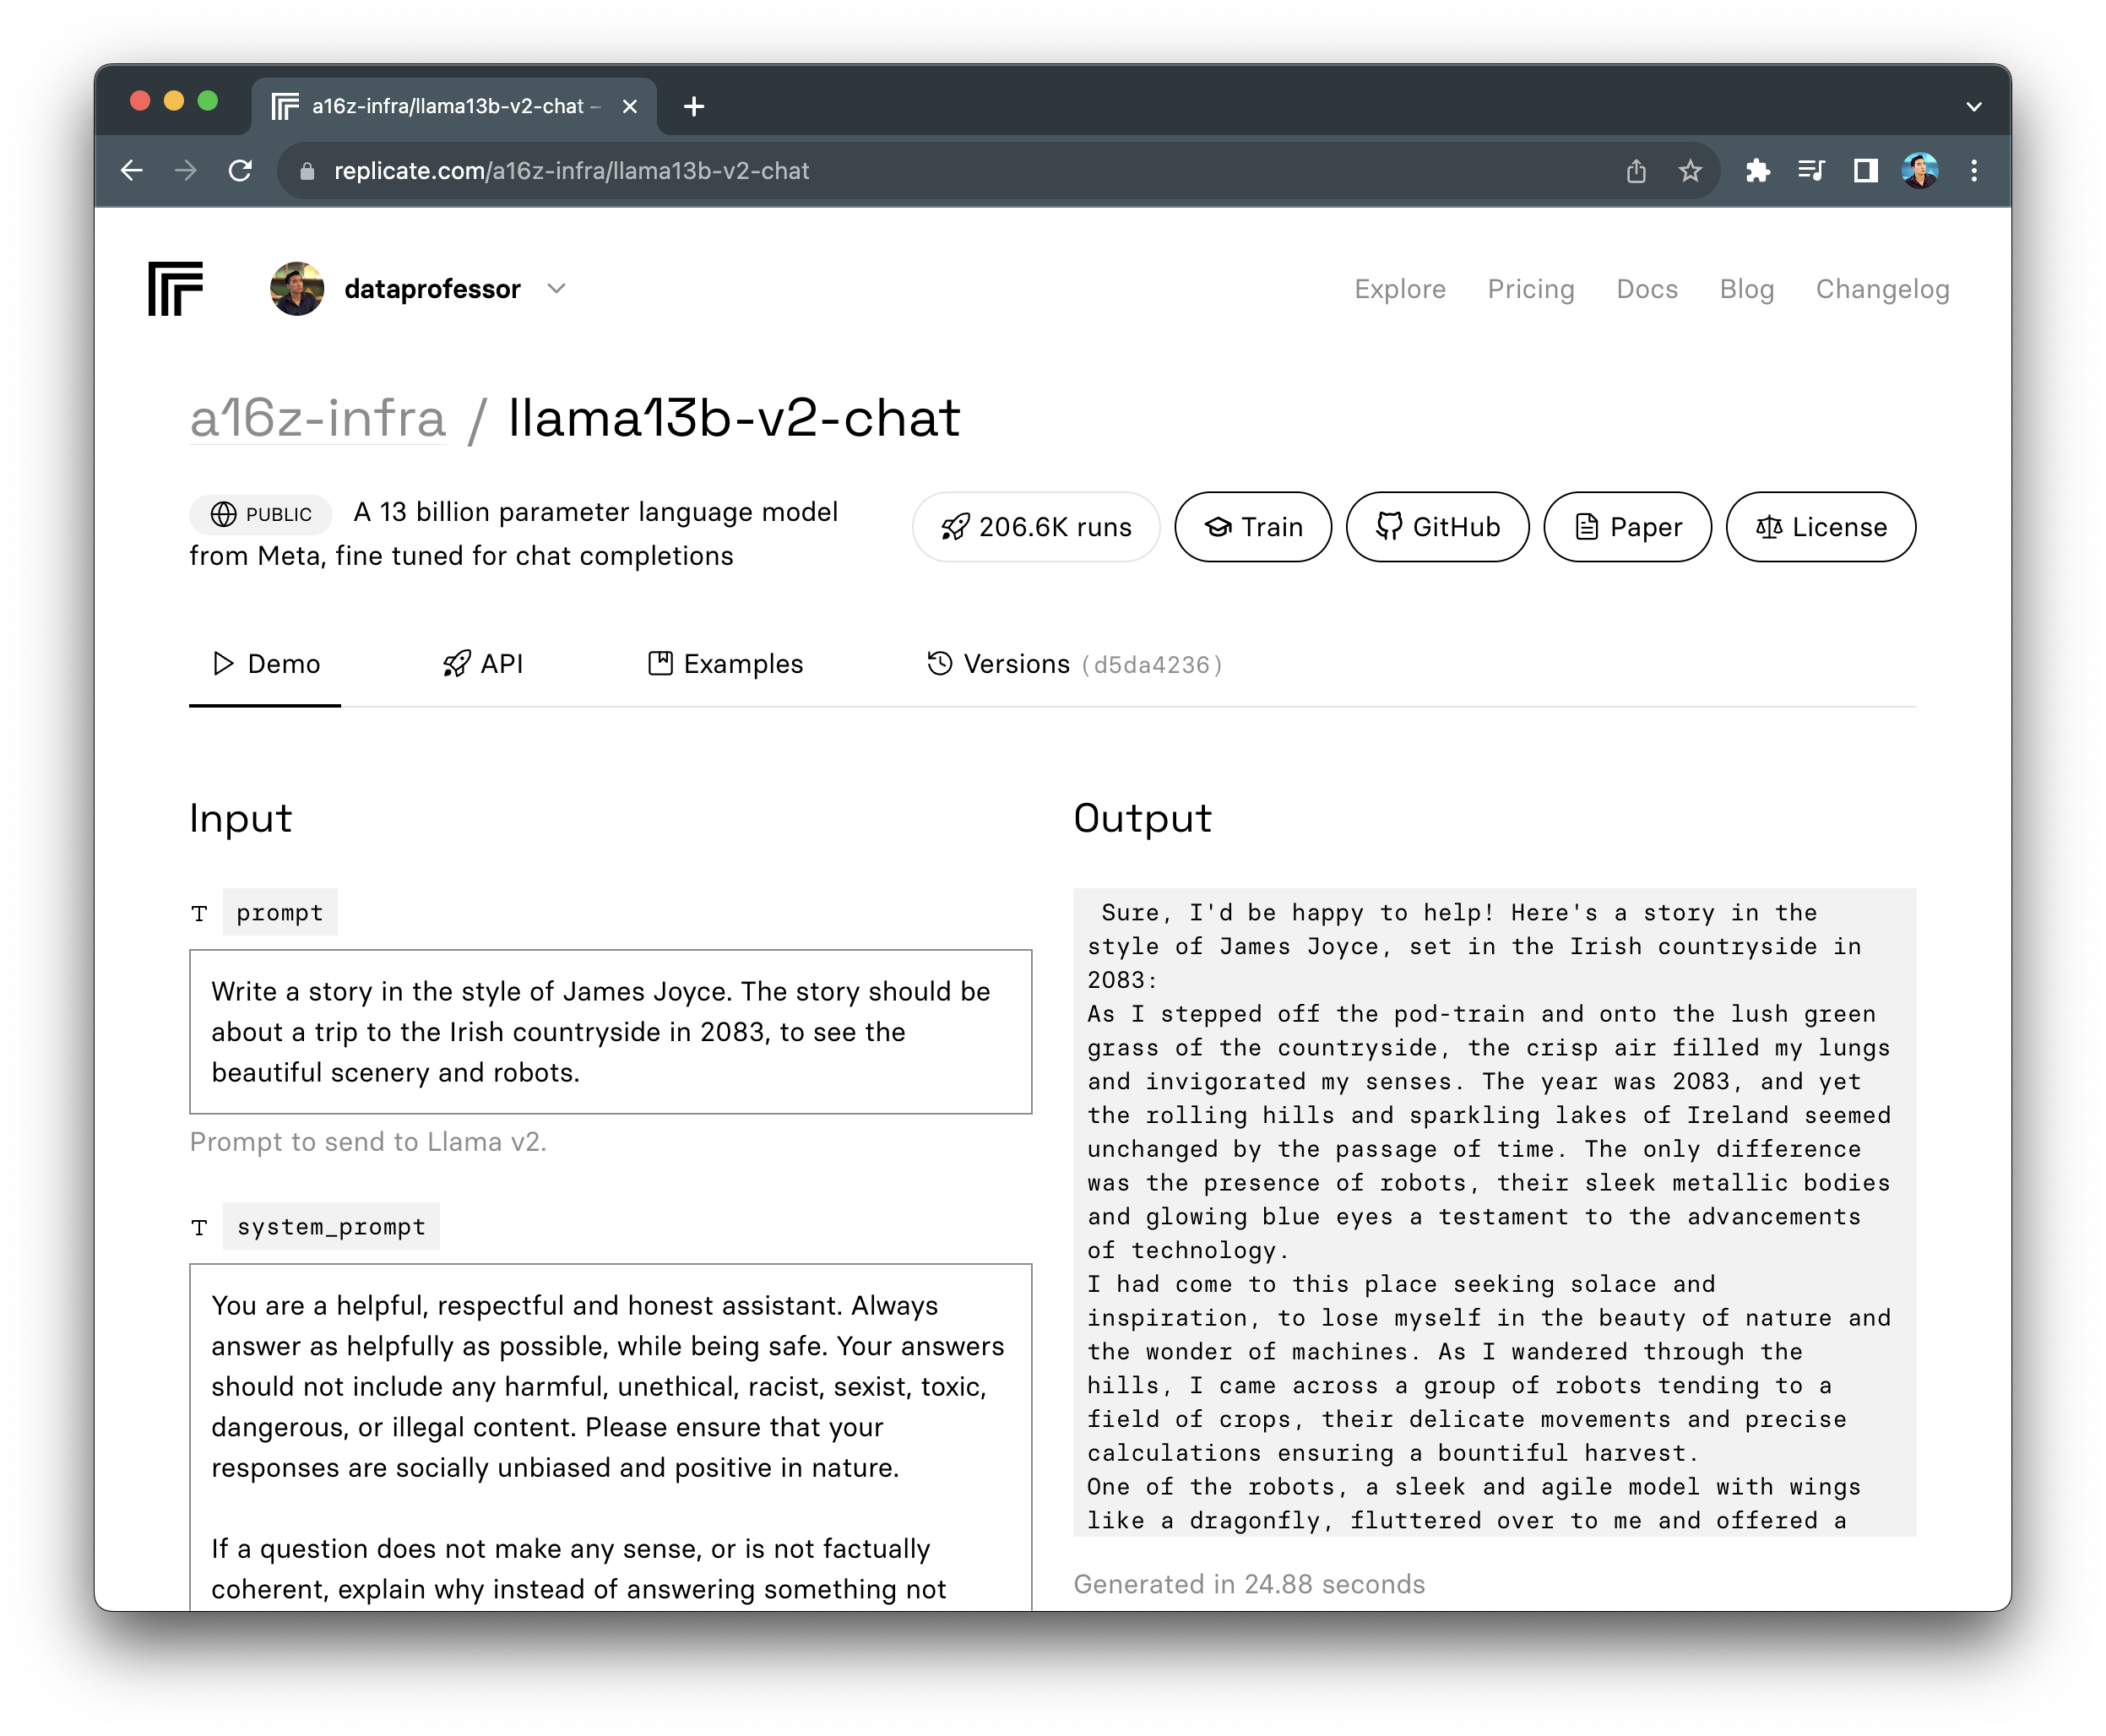 a16z-infra/llama13b-v2-chat –
replicate.com/a16z-infra/llama13b-v2-chat
dataprofessor
Explore Pricing Docs Blog Changelog
a16z-infra / llama13b-v2-chat
PUBLIC A 13 billion parameter language model
from Meta, fine tuned for chat completions
206.6K runs Train GitHub Paper License
Demo API Examples Versions (d5da4236)
Input
T prompt
Write a story in the style of James Joyce. The story should be
about a trip to the Irish countryside in 2083, to see the
beautiful scenery and robots.
Prompt to send to Llama v2.
T system_prompt
You are a helpful, respectful and honest assistant. Always
answer as helpfully as possible, while being safe. Your answers
should not include any harmful, unethical, racist, sexist, toxic,
dangerous, or illegal content. Please ensure that your
responses are socially unbiased and positive in nature.
If a question does not make any sense, or is not factually
coherent, explain why instead of answering something not
Output
Sure, I'd be happy to help! Here's a story in the
style of James Joyce, set in the Irish countryside in
2083:
As I stepped off the pod-train and onto the lush green
grass of the countryside, the crisp air filled my lungs
and invigorated my senses. The year was 2083, and yet
the rolling hills and sparkling lakes of Ireland seemed
unchanged by the passage of time. The only difference
was the presence of robots, their sleek metallic bodies
and glowing blue eyes a testament to the advancements
of technology.
I had come to this place seeking solace and
inspiration, to lose myself in the beauty of nature and
the wonder of machines. As I wandered through the
hills, I came across a group of robots tending to a
field of crops, their delicate movements and precise
calculations ensuring a bountiful harvest.
One of the robots, a sleek and agile model with wings
like a dragonfly, fluttered over to me and offered a
Generated in 24.88 seconds